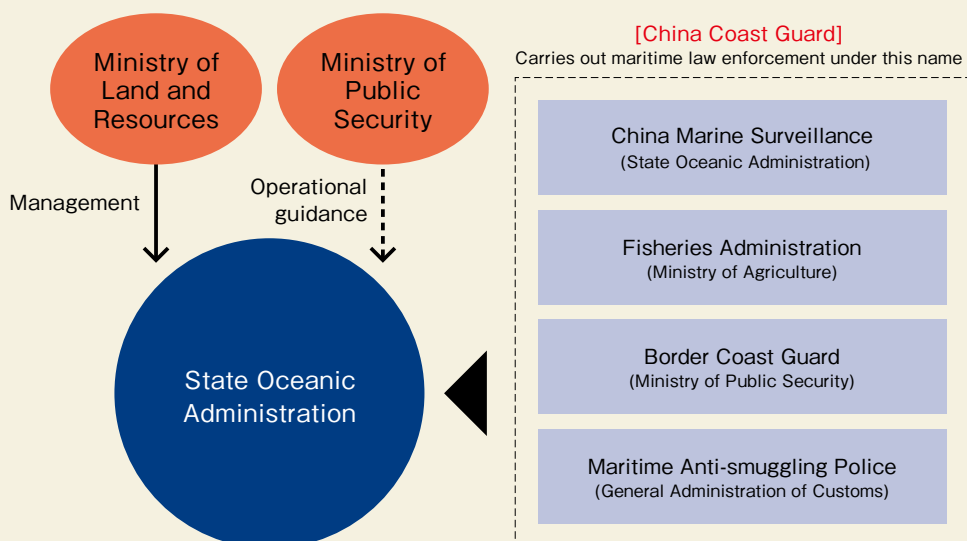 Ministry of
Land and
Resources
Ministry of
Public
Security
Management
Operational
guidance
State Oceanic
Administration
[China Coast Guard]
Carries out maritime law enforcement under this name
China Marine Surveillance
(State Oceanic Administration)
Fisheries Administration
(Ministry of Agriculture)
Border Coast Guard
(Ministry of Public Security)
Maritime Anti-smuggling Police
(General Administration of Customs)